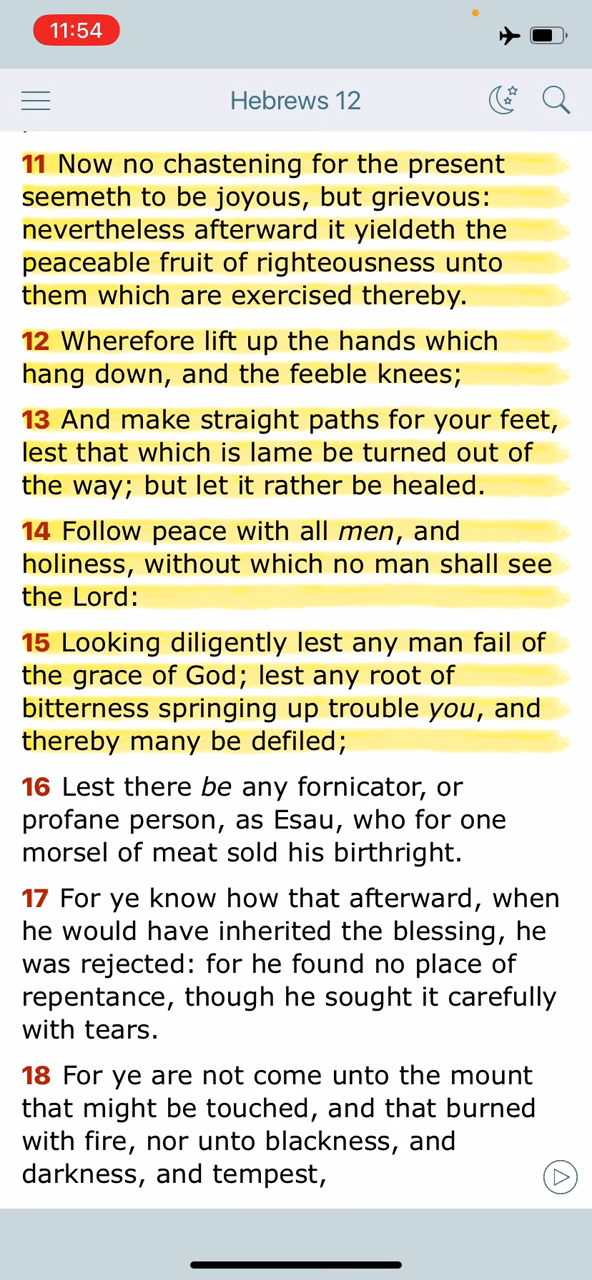 11:54
Hebrews 12
11 Now no chastening for the present
seemeth to be joyous, but grievous:
nevertheless afterward it yieldeth the
peaceable fruit of righteousness unto
them which are exercised thereby.
12 Wherefore lift up the hands which
hang down, and the feeble knees;
13 And make straight paths for your feet,
lest that which is lame be turned out of
the way; but let it rather be healed.
14 Follow peace with all men, and
holiness, without which no man shall see
the Lord:
15 Looking diligently lest any man fail of
the grace of God; lest any root of
bitterness springing up trouble you, and
thereby many be defiled;
16 Lest there be any fornicator, or
profane person, as Esau, who for one
morsel of meat sold his birthright.
17 For ye know how that afterward, when
he would have inherited the blessing, he
was rejected: for he found no place of
repentance, though he sought it carefully
with tears.
18 For ye are not come unto the mount
that might be touched, and that burned
with fire, nor unto blackness, and
darkness, and tempest,